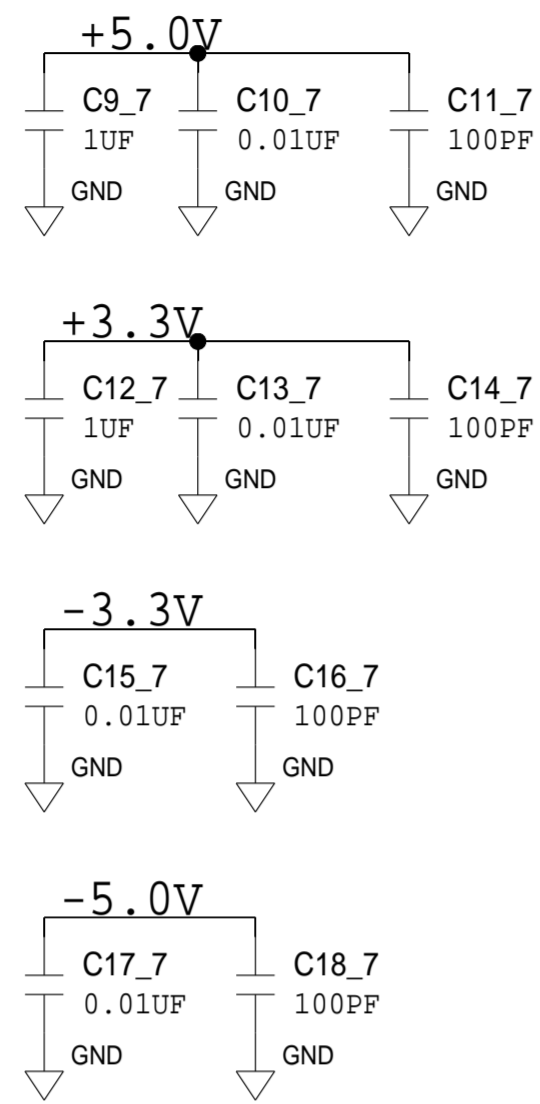 +5.0V
C9_7 C10_7 C11_7
1UF 0.01UF 100PF
GND GND GND
+3.3V
C12_7 C13_7 C14_7
1UF 0.01UF 100PF
GND GND GND
-3.3V
C15_7 C16_7
0.01UF 100PF
GND GND
-5.0V
C17_7 C18_7
0.01UF 100PF
GND GND